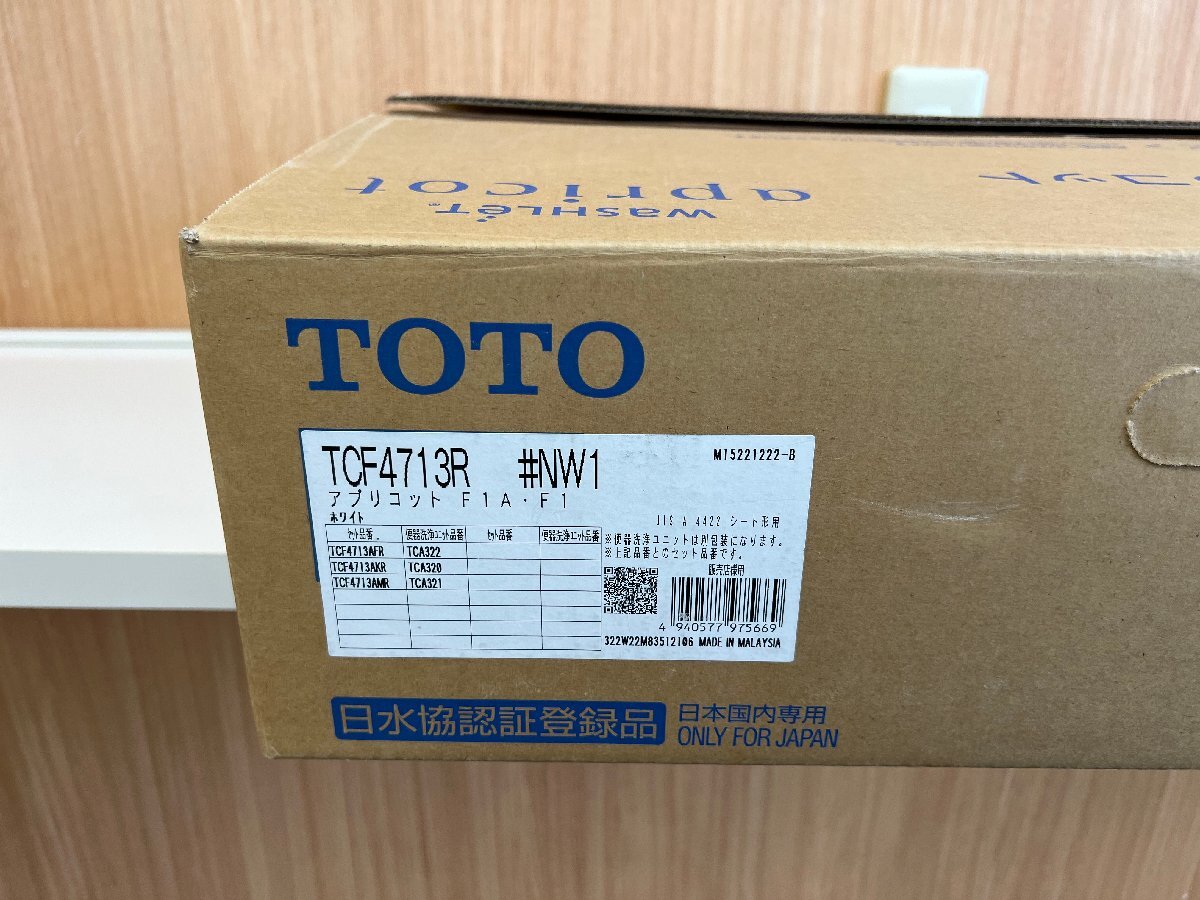 WASHLET®
apricot
コット
TOTO
TCF4713R #NW1
MT5221222-B
アプリコット F1A・F1
ホワイト
JIS A 4422 シート形用
セット品番 便器洗浄ユニット品番 セット品番 便器洗浄ユニット品番
TCF4713AFR TCA322
TCF4713AKR TCA320
TCF4713AMR TCA321
※便器洗浄ユニットは別包装になります。
※上記品番とのセット品番です。
販売店様用
4 940577 975669
322W22M83512106 MADE IN MALAYSIA
日水協認証登録品
日本国内専用
ONLY FOR JAPAN